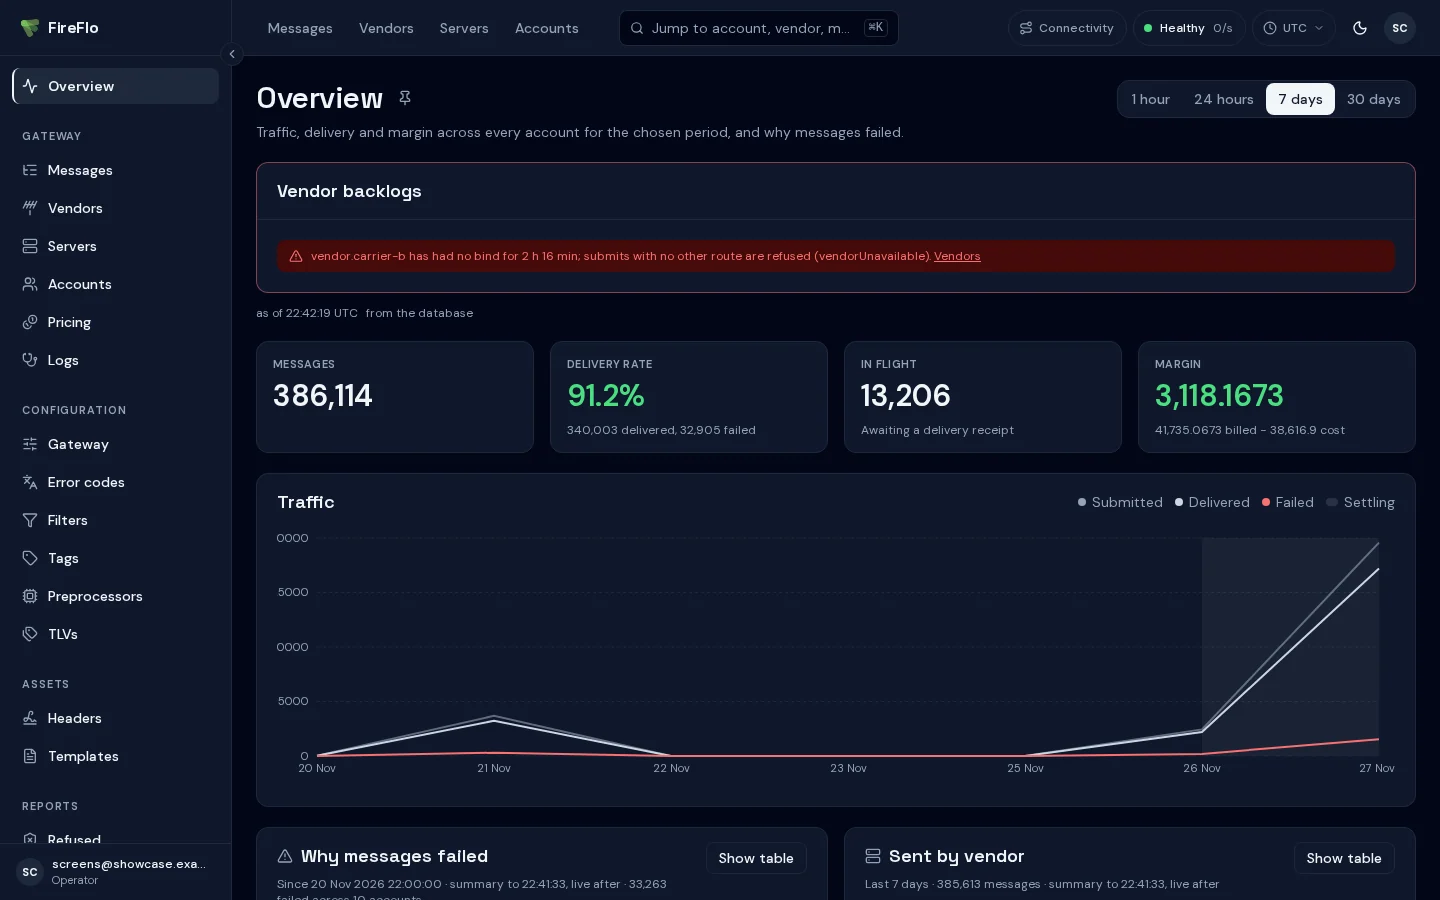 FireFlo
Messages Vendors Servers Accounts
Jump to account, vendor, m... ⌘K
Connectivity
Healthy 0/s
UTC
SC
Overview
GATEWAY
Messages
Vendors
Servers
Accounts
Pricing
Logs
CONFIGURATION
Gateway
Error codes
Filters
Tags
Preprocessors
TLVs
ASSETS
Headers
Templates
REPORTS
Refused
SC
screens@showcase.exa...
Operator
Overview
1 hour 24 hours 7 days 30 days
Traffic, delivery and margin across every account for the chosen period, and why messages failed.
Vendor backlogs
vendor.carrier-b has had no bind for 2 h 16 min; submits with no other route are refused (vendorUnavailable). Vendors
as of 22:42:19 UTC from the database
MESSAGES
386,114
DELIVERY RATE
91.2%
340,003 delivered, 32,905 failed
IN FLIGHT
13,206
Awaiting a delivery receipt
MARGIN
3,118.1673
41,735.0673 billed - 38,616.9 cost
Traffic
Submitted Delivered Failed Settling
0000
5000
0000
5000
0
20 Nov 21 Nov 22 Nov 23 Nov 25 Nov 26 Nov 27 Nov
Why messages failed
Show table
Since 20 Nov 2026 22:00:00 · summary to 22:41:33, live after · 33,263
failed across 10 accounts
Sent by vendor
Show table
Last 7 days · 385,613 messages · summary to 22:41:33, live after